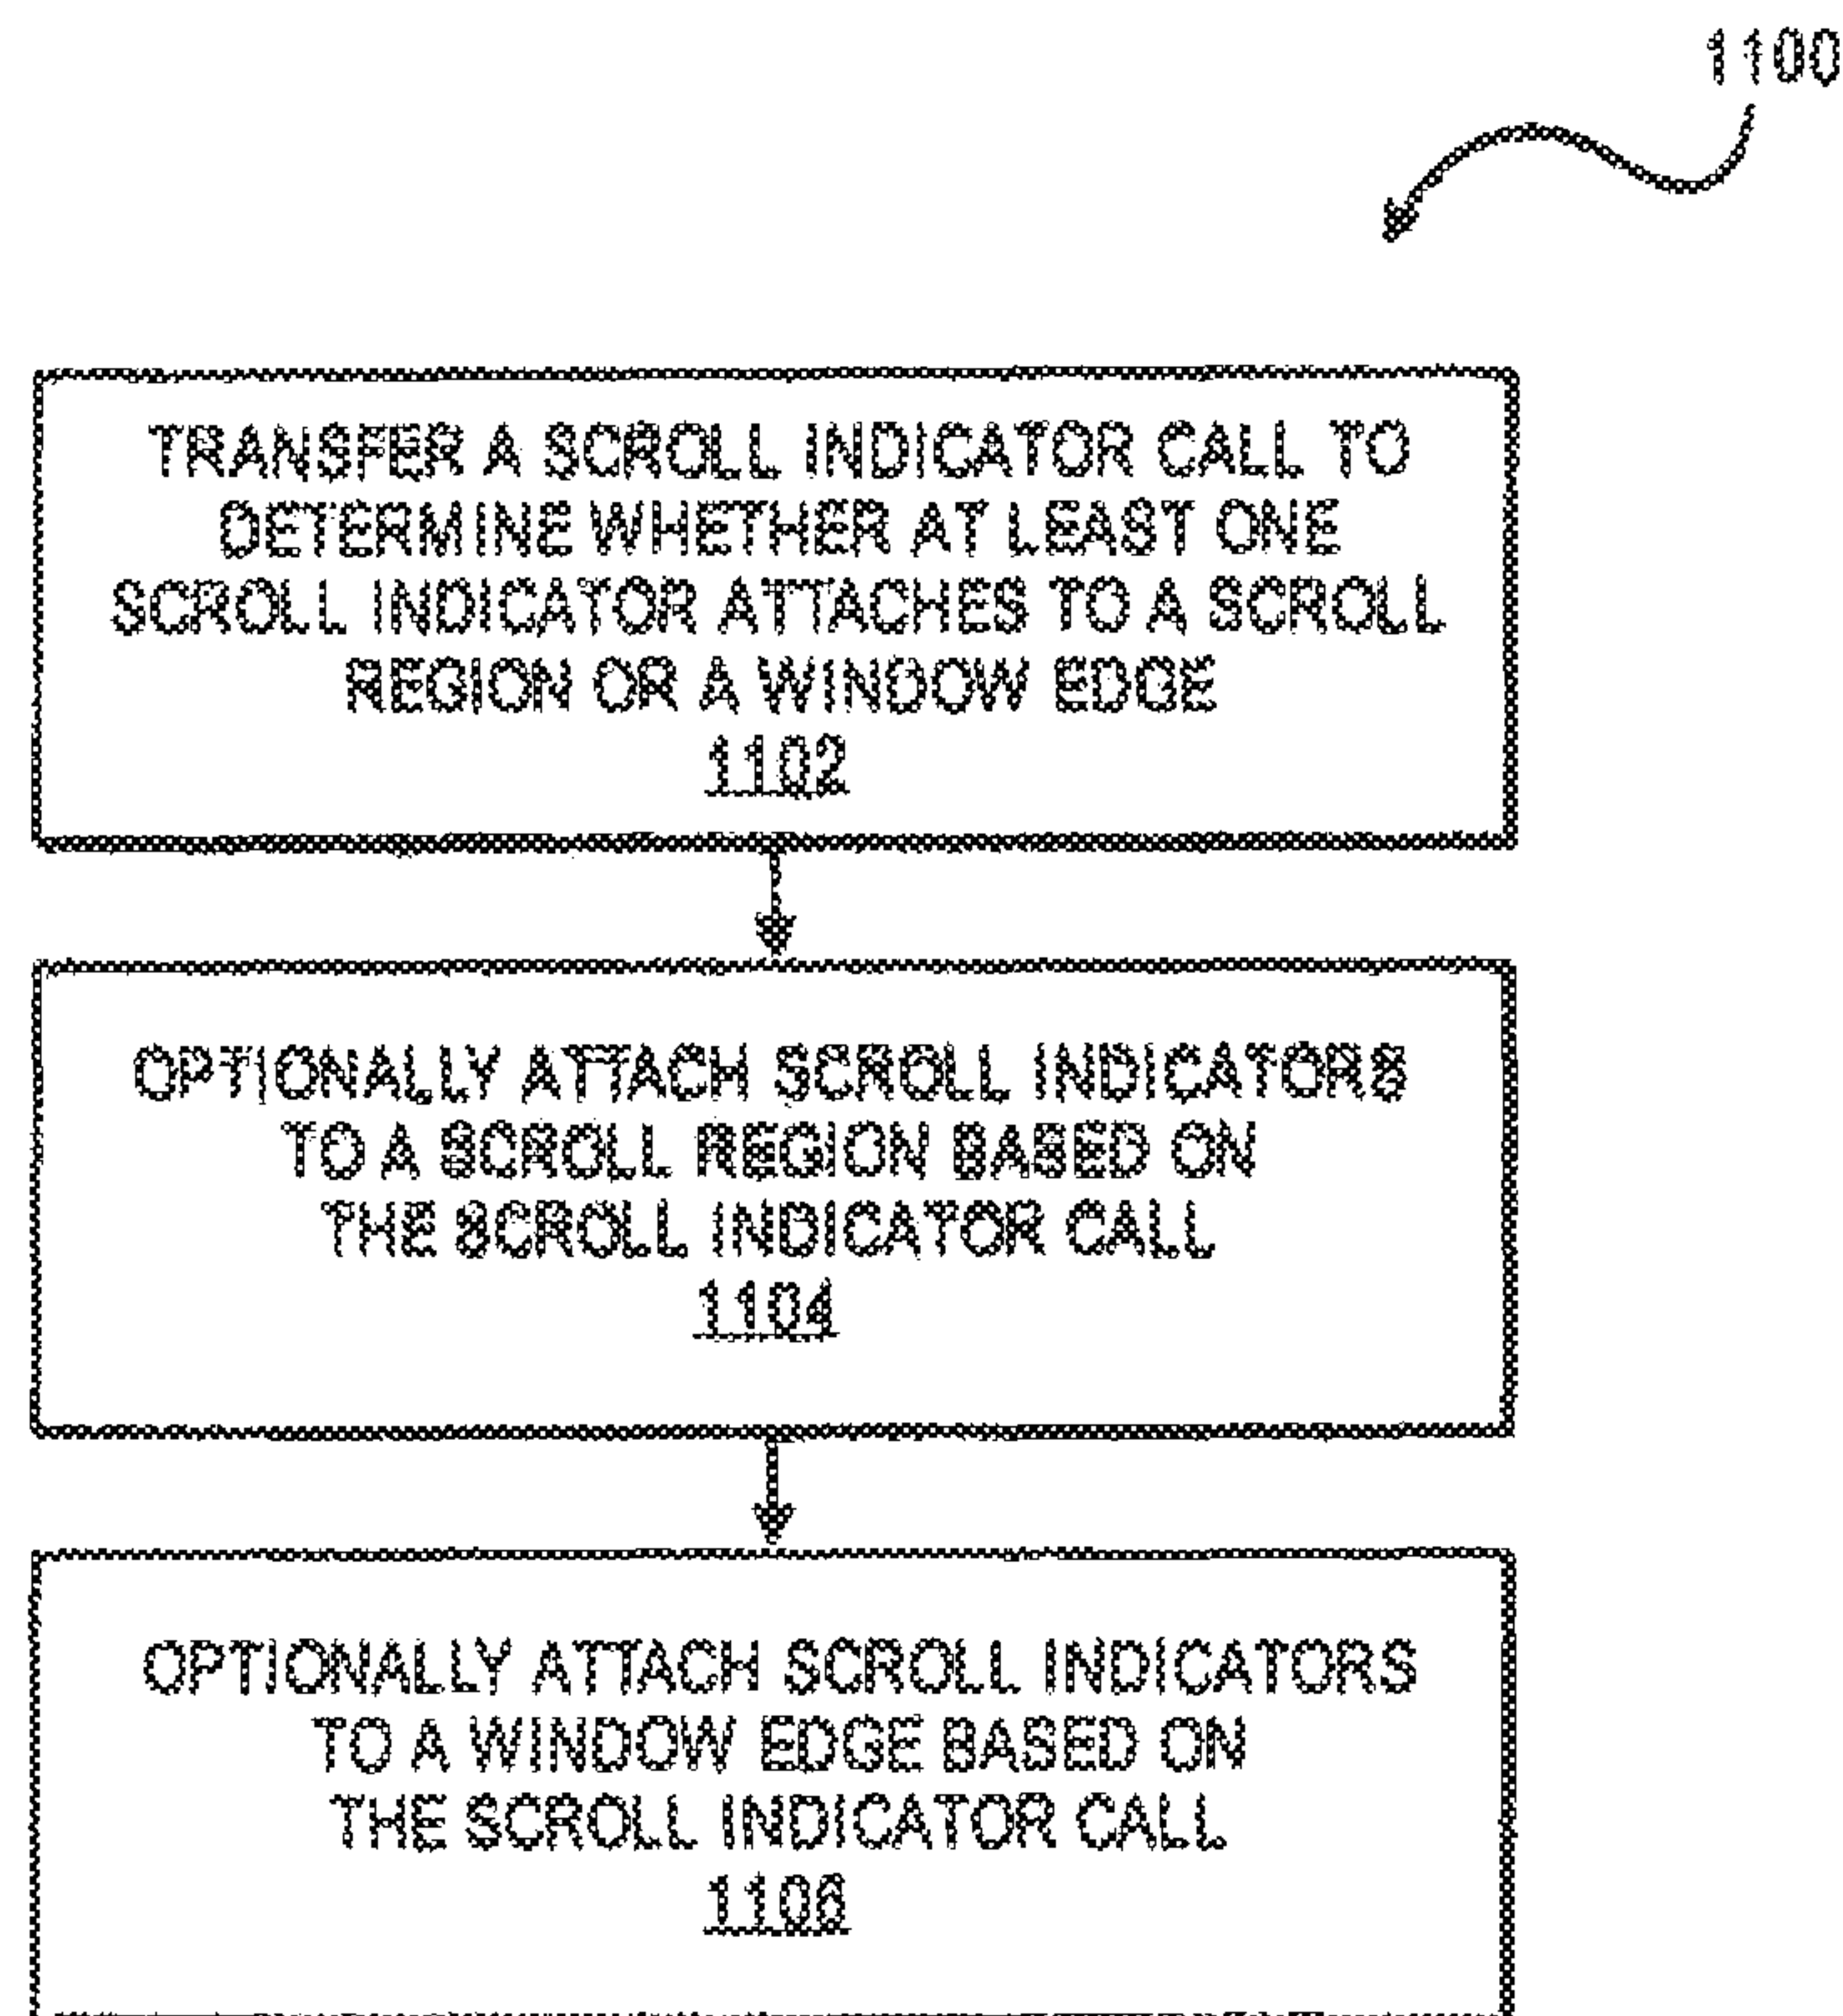 1100
TRANSFER A SCROLL INDICATOR CALL TO
DETERMINE WHETHER AT LEAST ONE
SCROLL INDICATOR ATTACHES TO A SCROLL
REGION OR A WINDOW EDGE
1102
OPTIONALLY ATTACH SCROLL INDICATORS
TO A SCROLL REGION BASED ON
THE SCROLL INDICATOR CALL
1104
OPTIONALLY ATTACH SCROLL INDICATORS
TO A WINDOW EDGE BASED ON
THE SCROLL INDICATOR CALL
1106